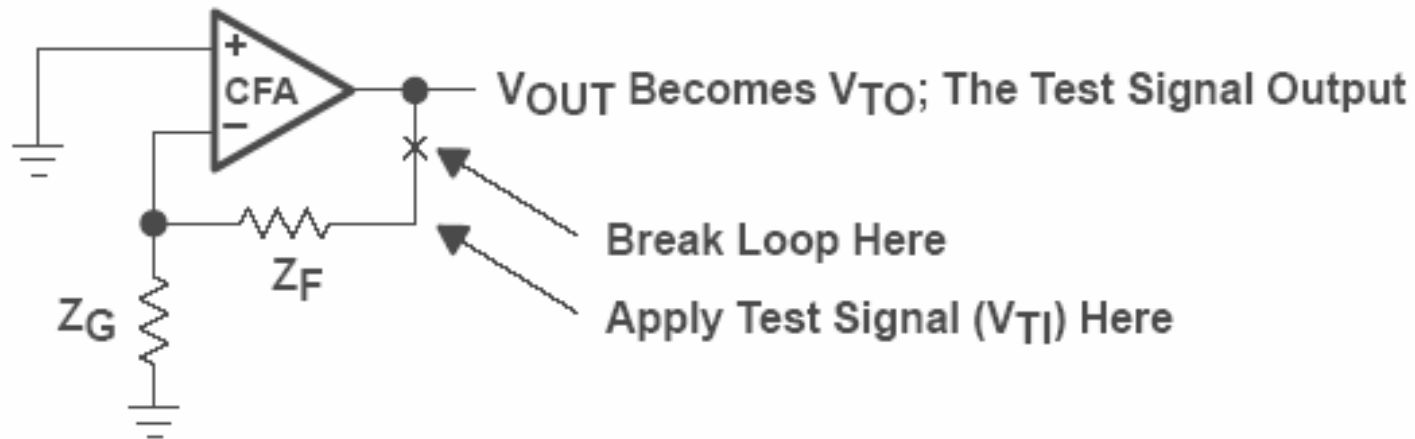 +
CFA
−
VOUT Becomes VTO; The Test Signal Output
Break Loop Here
ZF
Apply Test Signal (VTI) Here
ZG